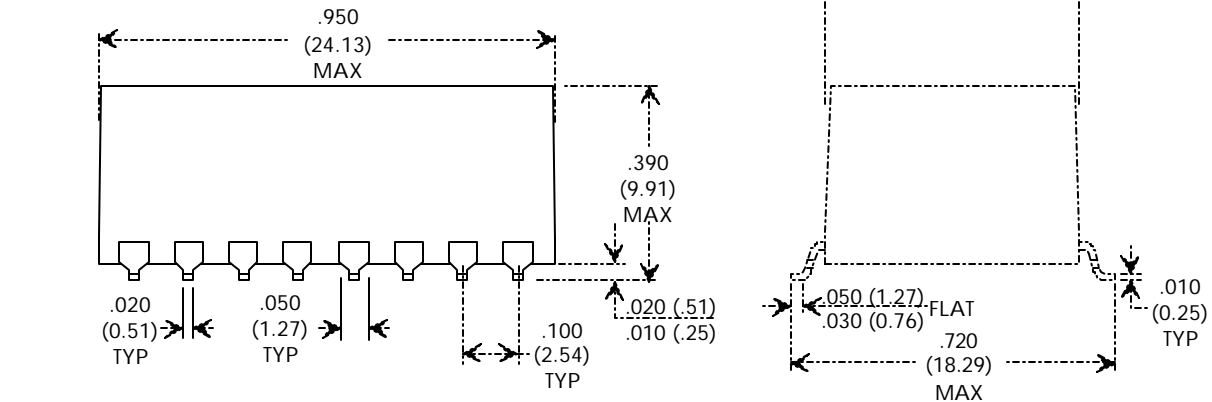 .950
(24.13)
MAX
.390
(9.91)
MAX
.020
(0.51)
TYP
.050
(1.27)
TYP
.100
(2.54)
TYP
.020 (.51)
.010 (.25)
.050 (1.27)
.030 (0.76)
FLAT
.720
(18.29)
MAX
.010
(0.25)
TYP